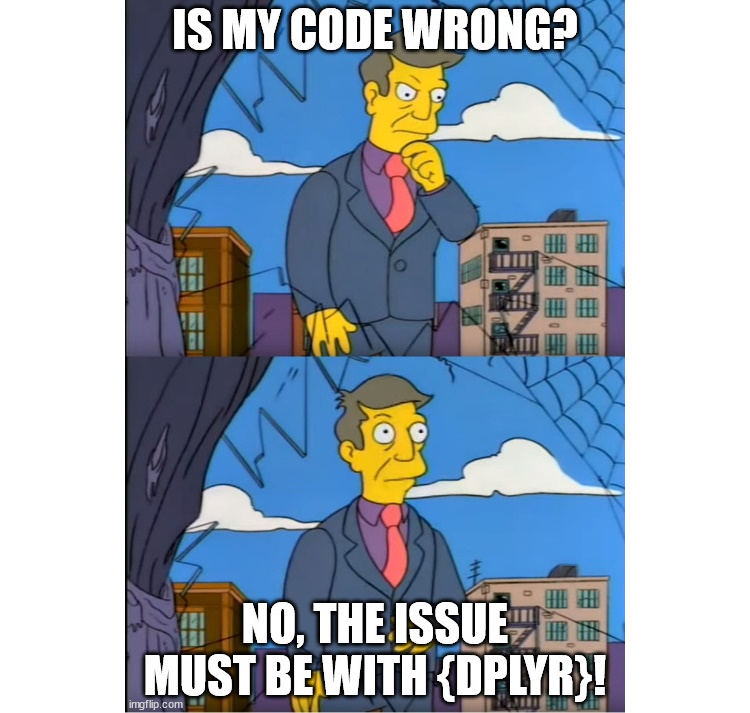 IS MY CODE WRONG?
NO, THE ISSUE
MUST BE WITH {DPLYR}!
imgflip.com